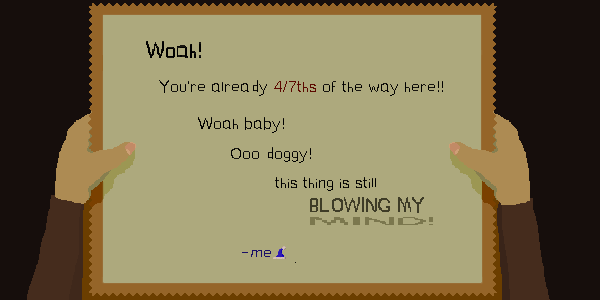 Woah!
You're already 4/7ths of the way here!!
Woah baby!
Ooo doggy!
this thing is still
BLOWING MY
MIND!
-me